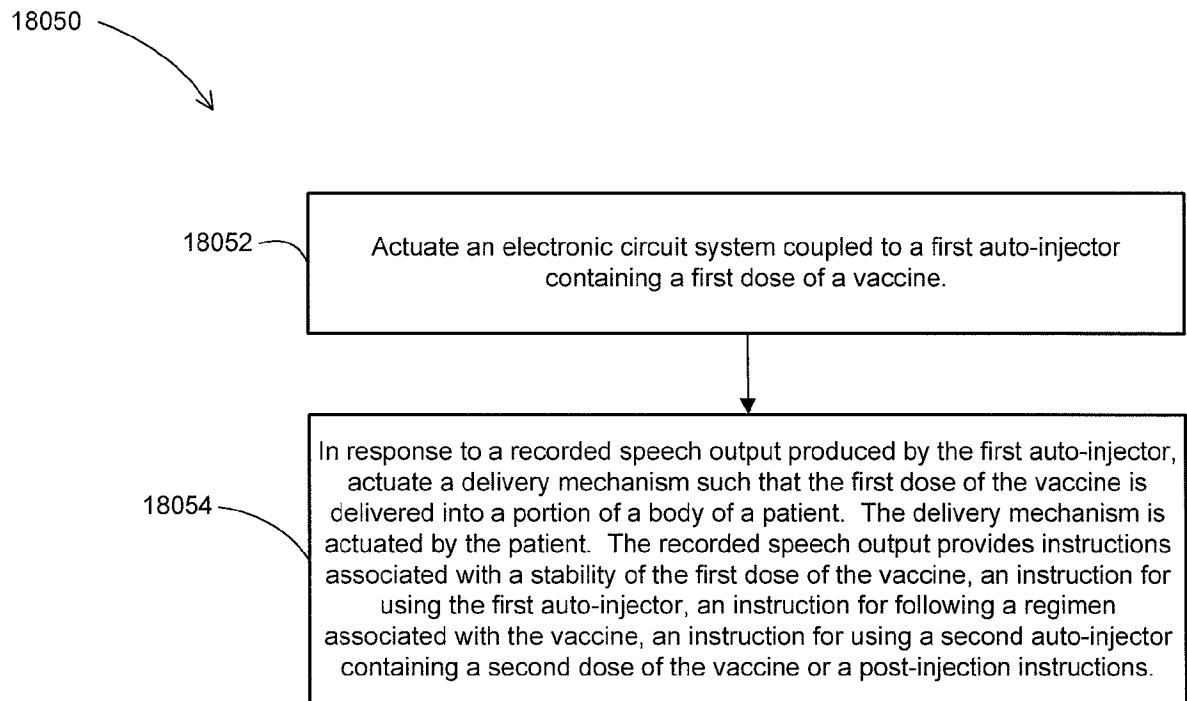 18050
18052
Actuate an electronic circuit system coupled to a first auto-injector
containing a first dose of a vaccine.
18054
In response to a recorded speech output produced by the first auto-injector,
actuate a delivery mechanism such that the first dose of the vaccine is
delivered into a portion of a body of a patient. The delivery mechanism is
actuated by the patient. The recorded speech output provides instructions
associated with a stability of the first dose of the vaccine, an instruction for
using the first auto-injector, an instruction for following a regimen
associated with the vaccine, an instruction for using a second auto-injector
containing a second dose of the vaccine or a post-injection instructions.